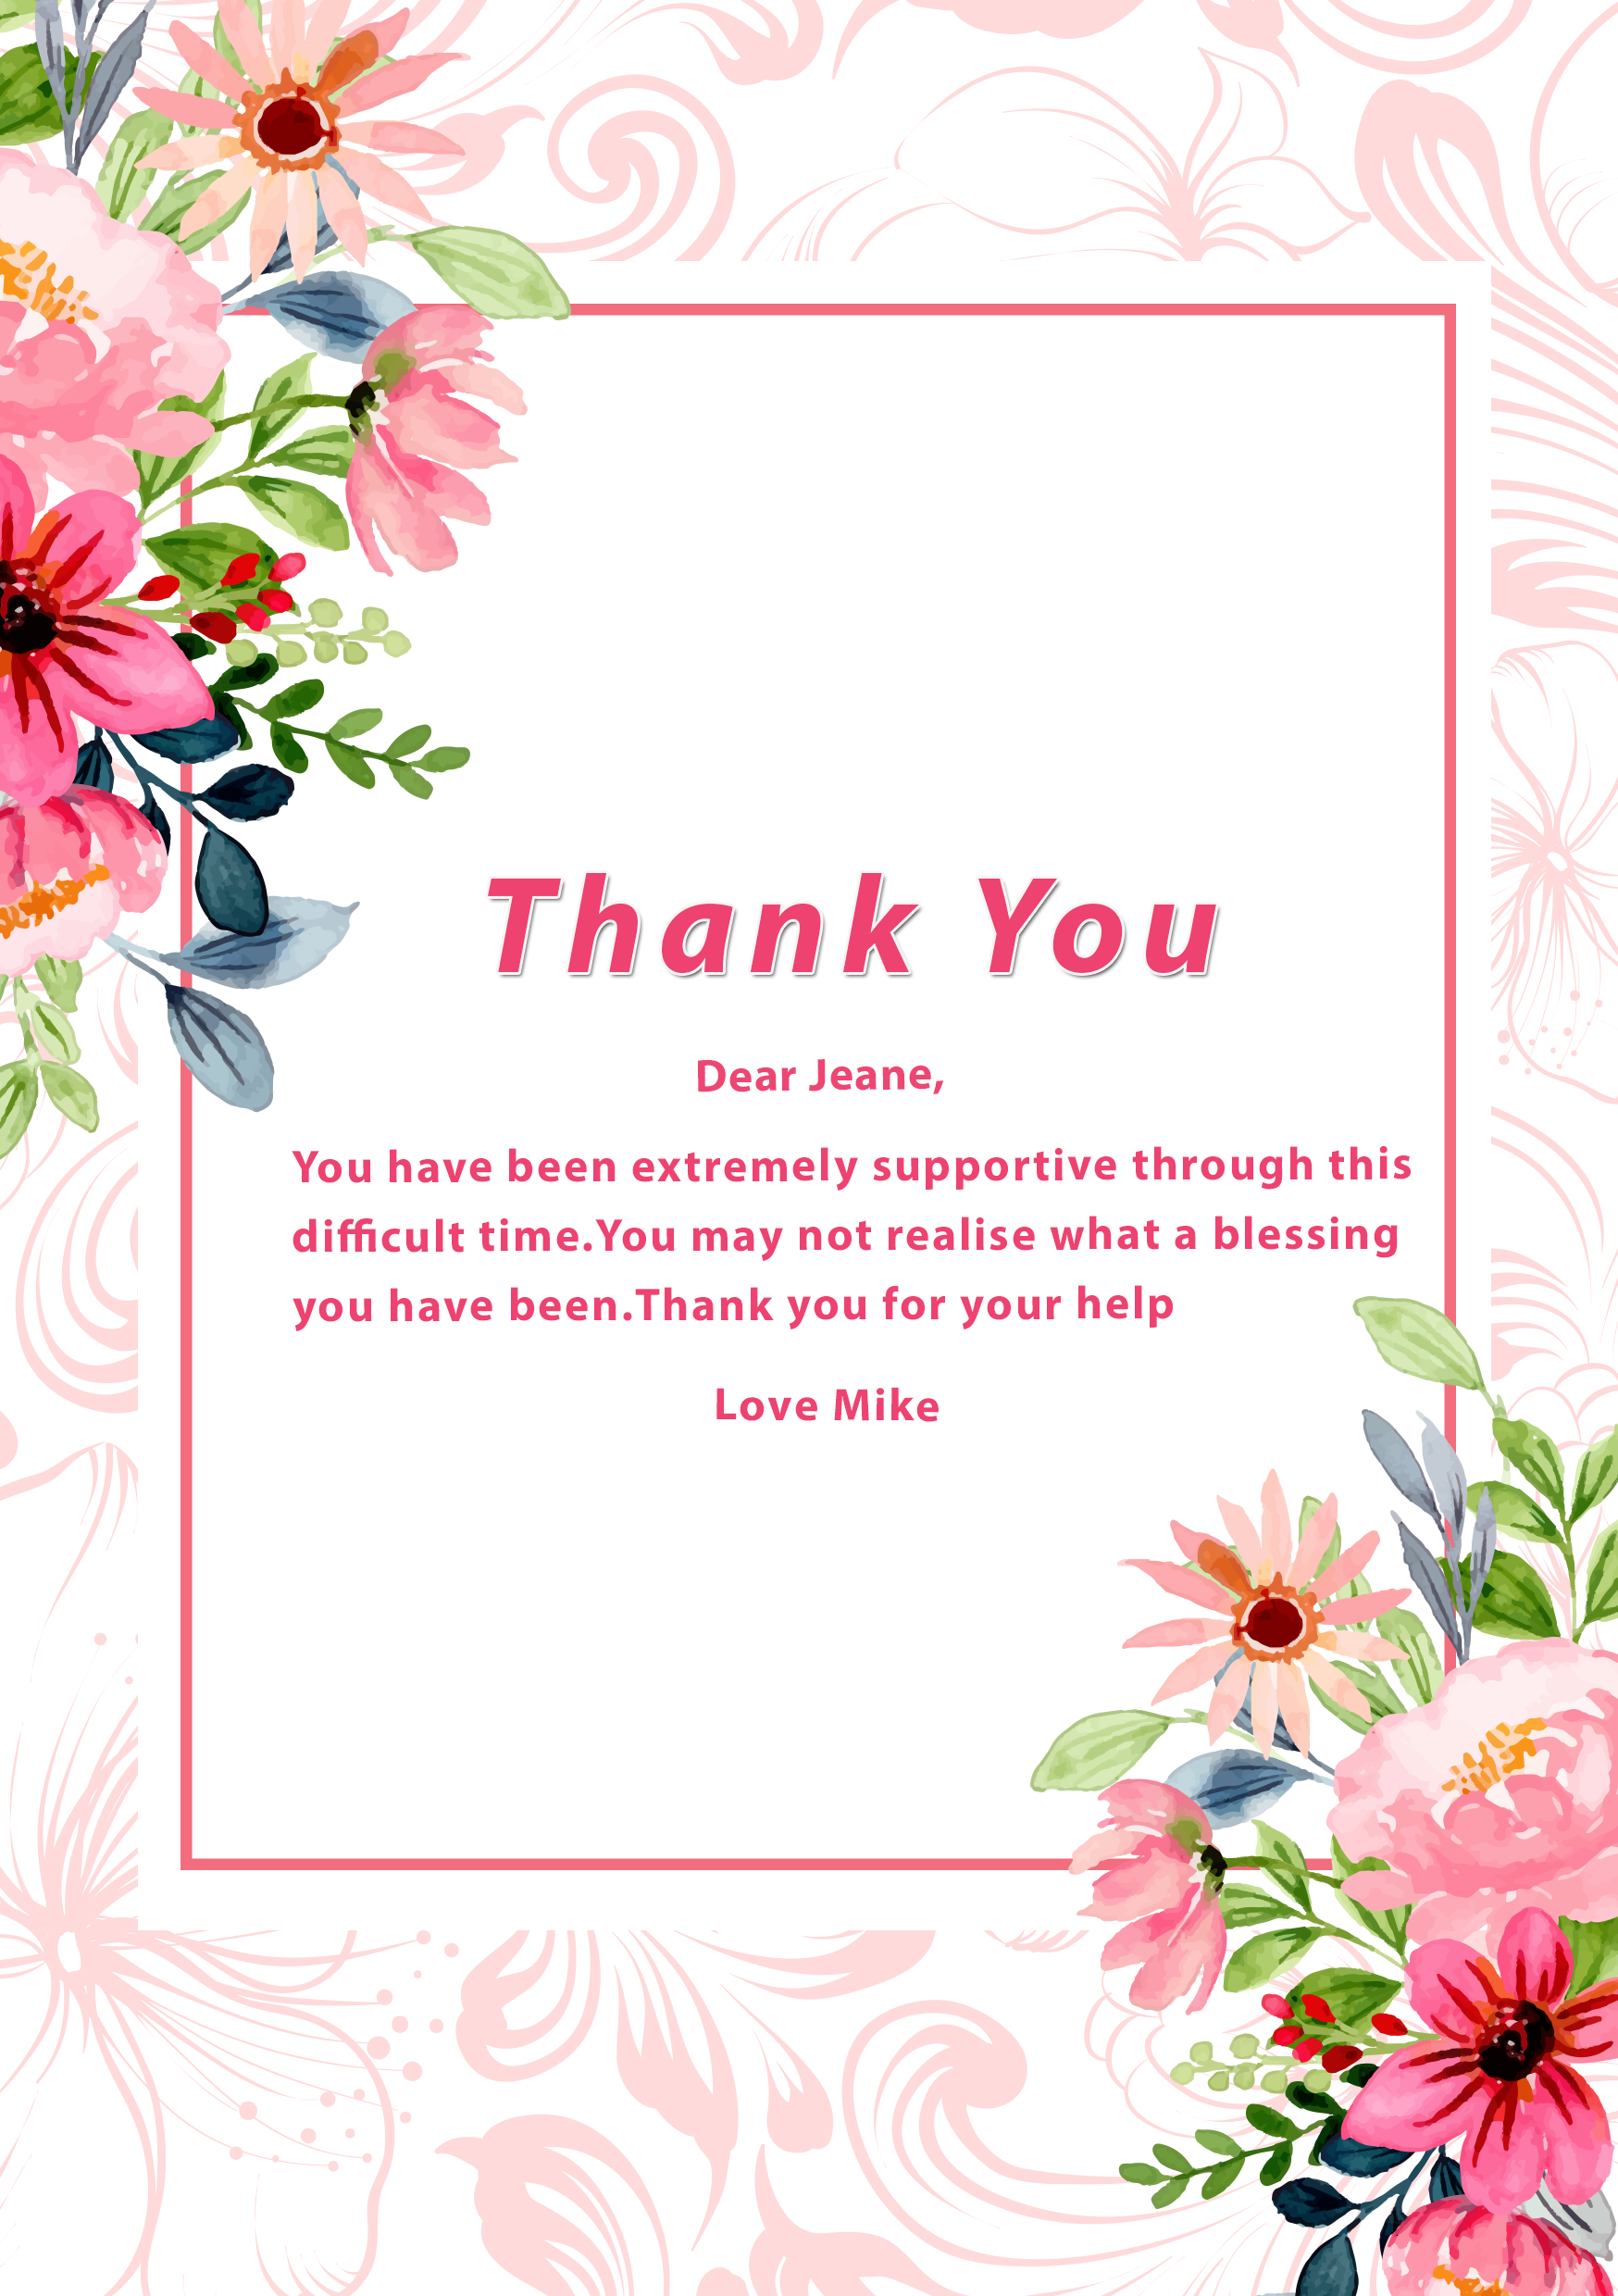 Thank You
Dear Jeane,
You have been extremely supportive through this
difficult time.You may not realise what a blessing
you have been.Thank you for your help
Love Mike